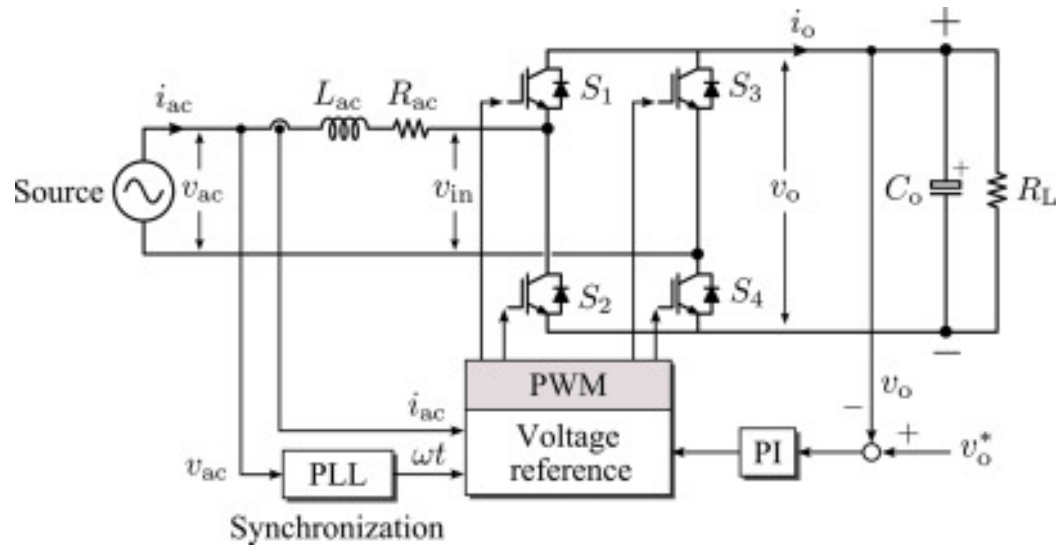 i_o
+
L_ac
R_ac
S_1
S_3
i_ac
Source
v_ac
v_in
v_o
C_o
+
R_L
S_2
S_4
−
PWM
i_ac
Voltage
reference
v_o
−
+
PI
v_o^*
v_ac
PLL
ωt
Synchronization